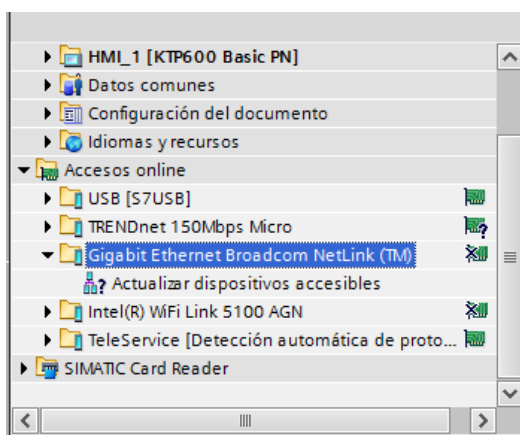 HMI_1 [KTP600 Basic PN]
Datos comunes
Configuración del documento
Idiomas y recursos
Accesos online
USB [S7USB]
TRENDnet 150Mbps Micro
Gigabit Ethernet Broadcom NetLink (TM)
Actualizar dispositivos accesibles
Intel(R) WiFi Link 5100 AGN
TeleService [Detección automática de proto...
SIMATIC Card Reader